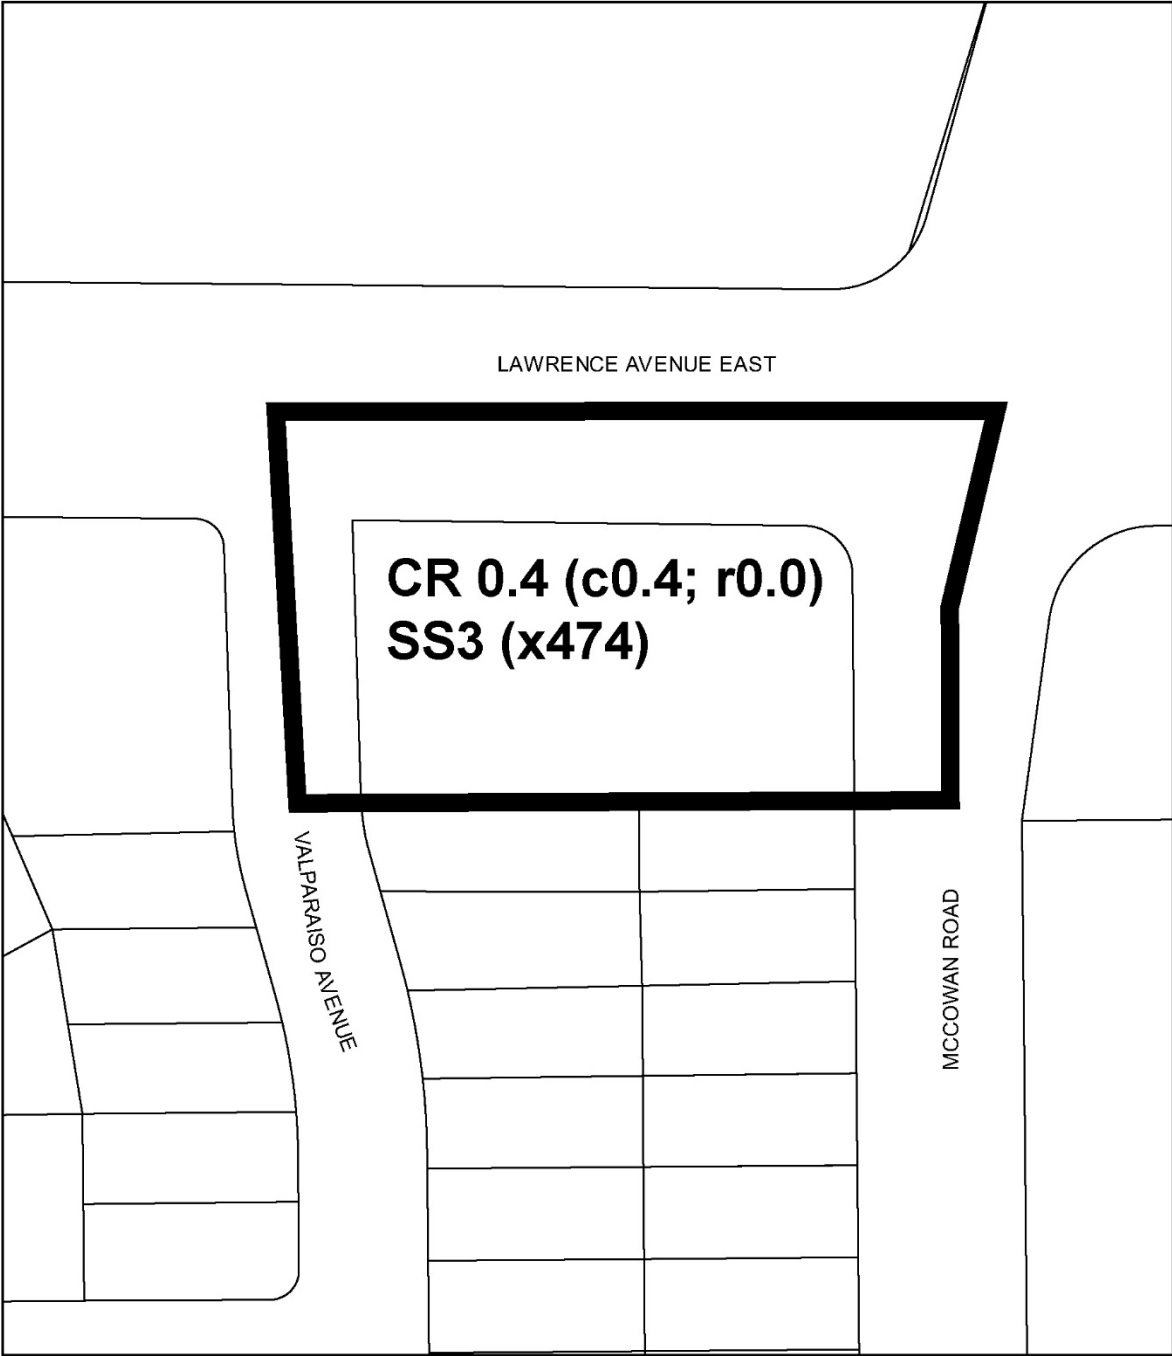 LAWRENCE AVENUE EAST
CR 0.4 (c0.4; r0.0)
SS3 (x474)
VALPARAISO AVENUE
MCCOWAN ROAD